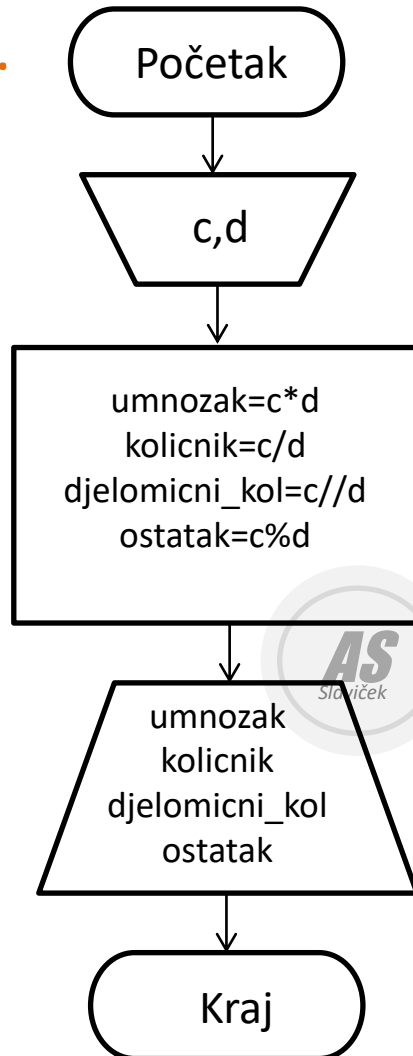 Početak
c,d
umnozak=c*d
kolicnik=c/d
djelomicni_kol=c//d
ostatak=c%d
AS
Slaviček
umnozak
kolicnik
djelomicni_kol
ostatak
Kraj